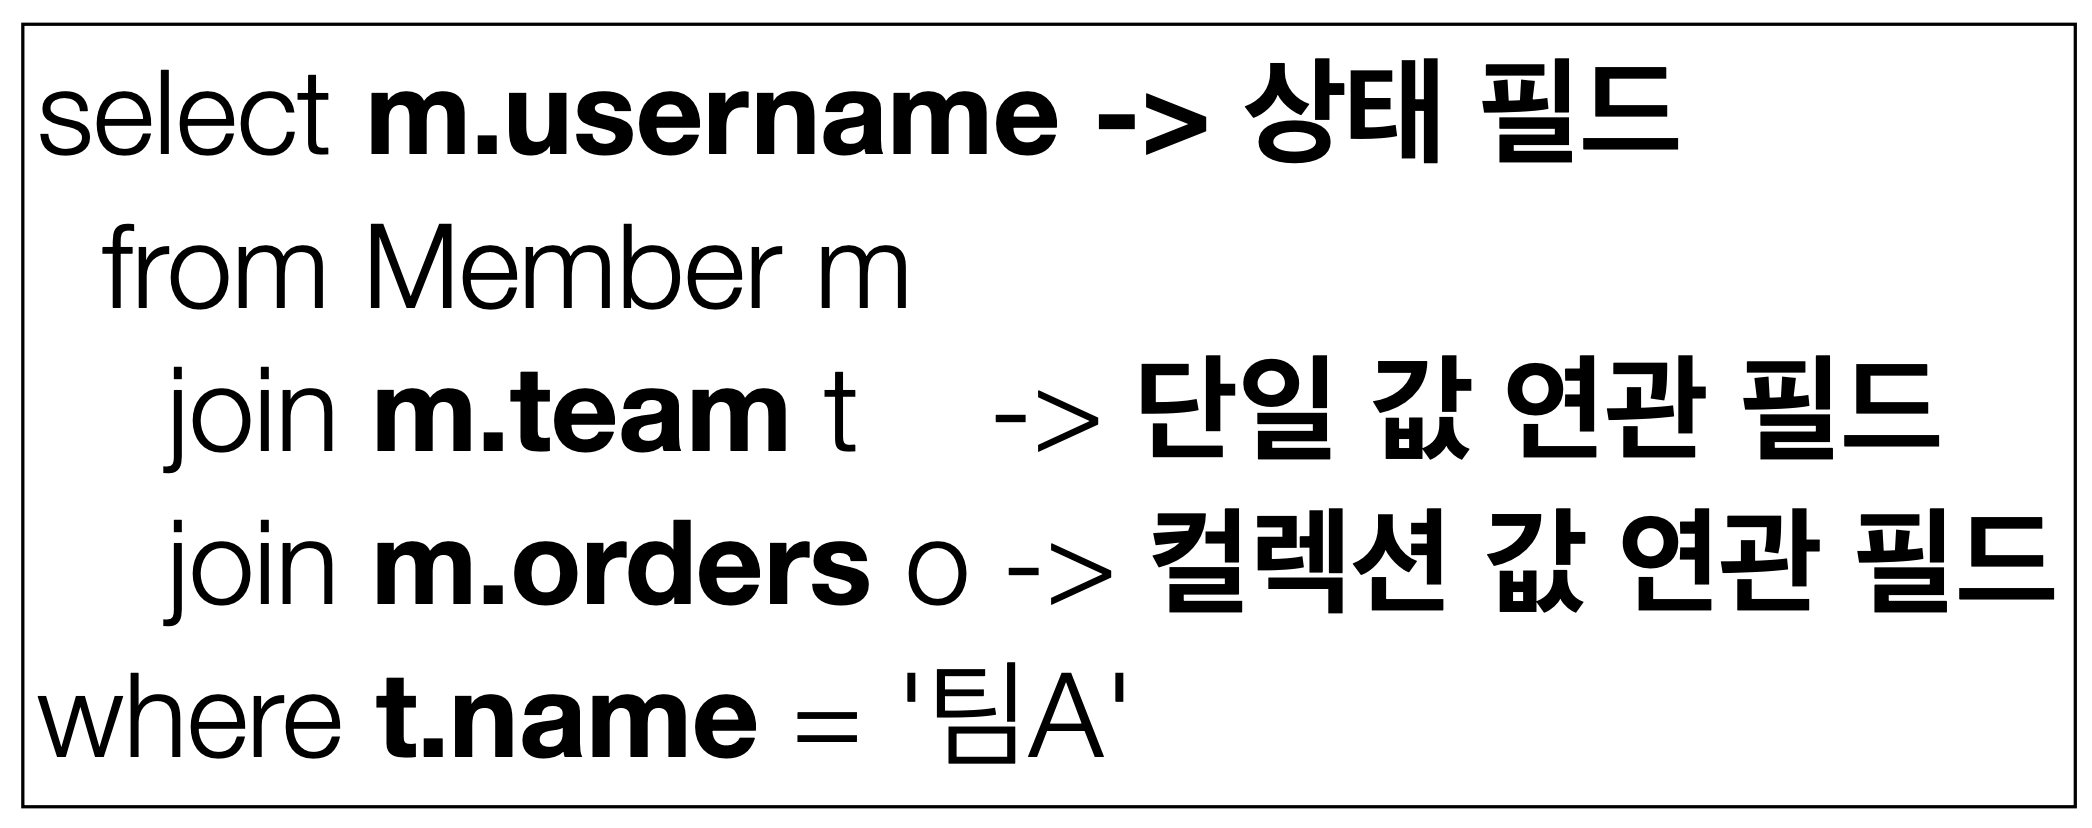 select m.username -> 상태 필드
from Member m
join m.team t -> 단일 값 연관 필드
join m.orders o -> 컬렉션 값 연관 필드
where t.name = '팀A'